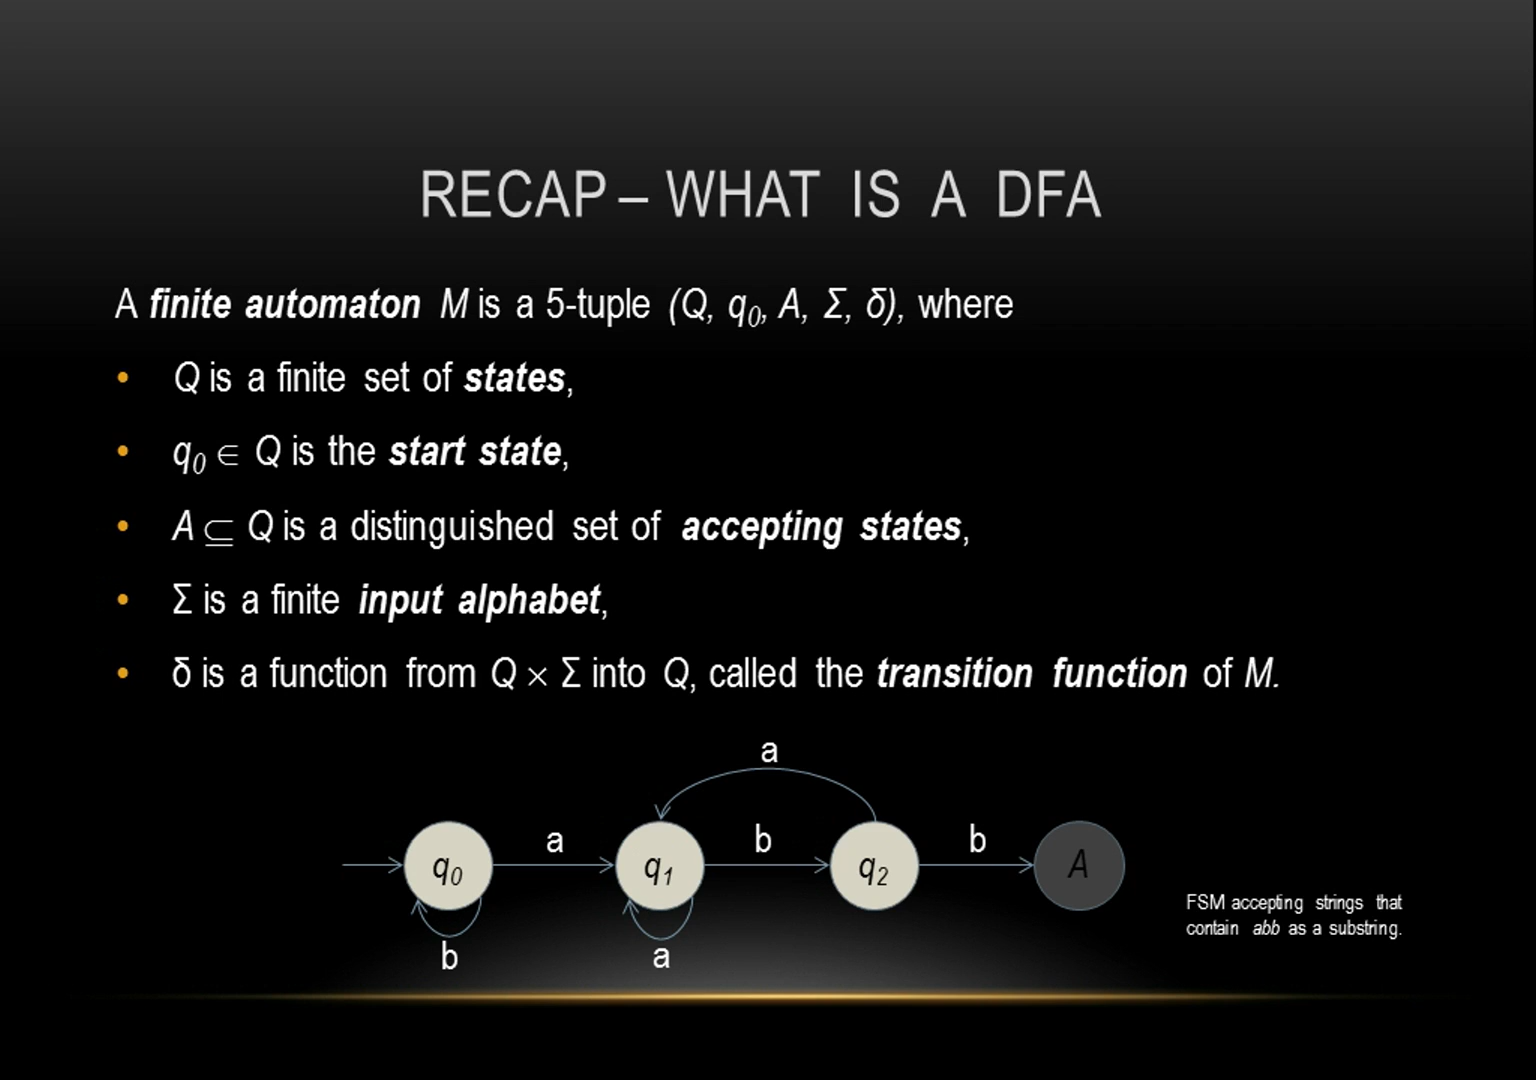 RECAP – WHAT IS A DFA
A finite automaton M is a 5-tuple (Q, q0, A, Σ, δ), where
• Q is a finite set of states,
• q0 ∈ Q is the start state,
• A ⊆ Q is a distinguished set of accepting states,
• Σ is a finite input alphabet,
• δ is a function from Q × Σ into Q, called the transition function of M.
a
a b b
q0 q1 q2 A
b a
FSM accepting strings that
contain abb as a substring.